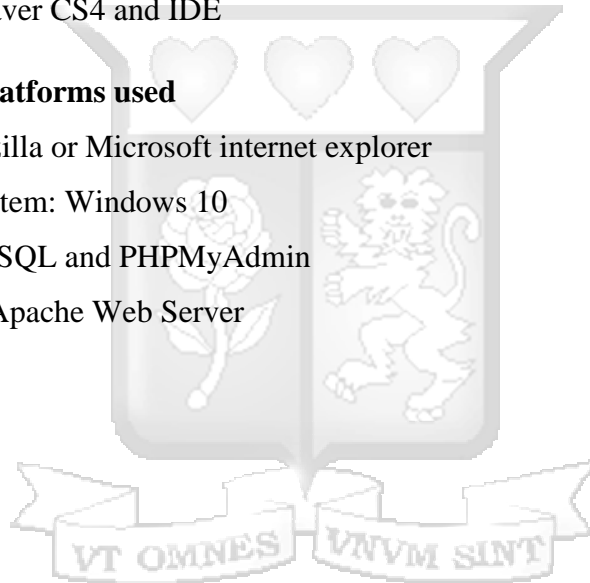 aver CS4 and IDE
atforms used
illa or Microsoft internet explorer
tem: Windows 10
SQL and PHPMyAdmin
Apache Web Server
VT OMNES VNVM SINT